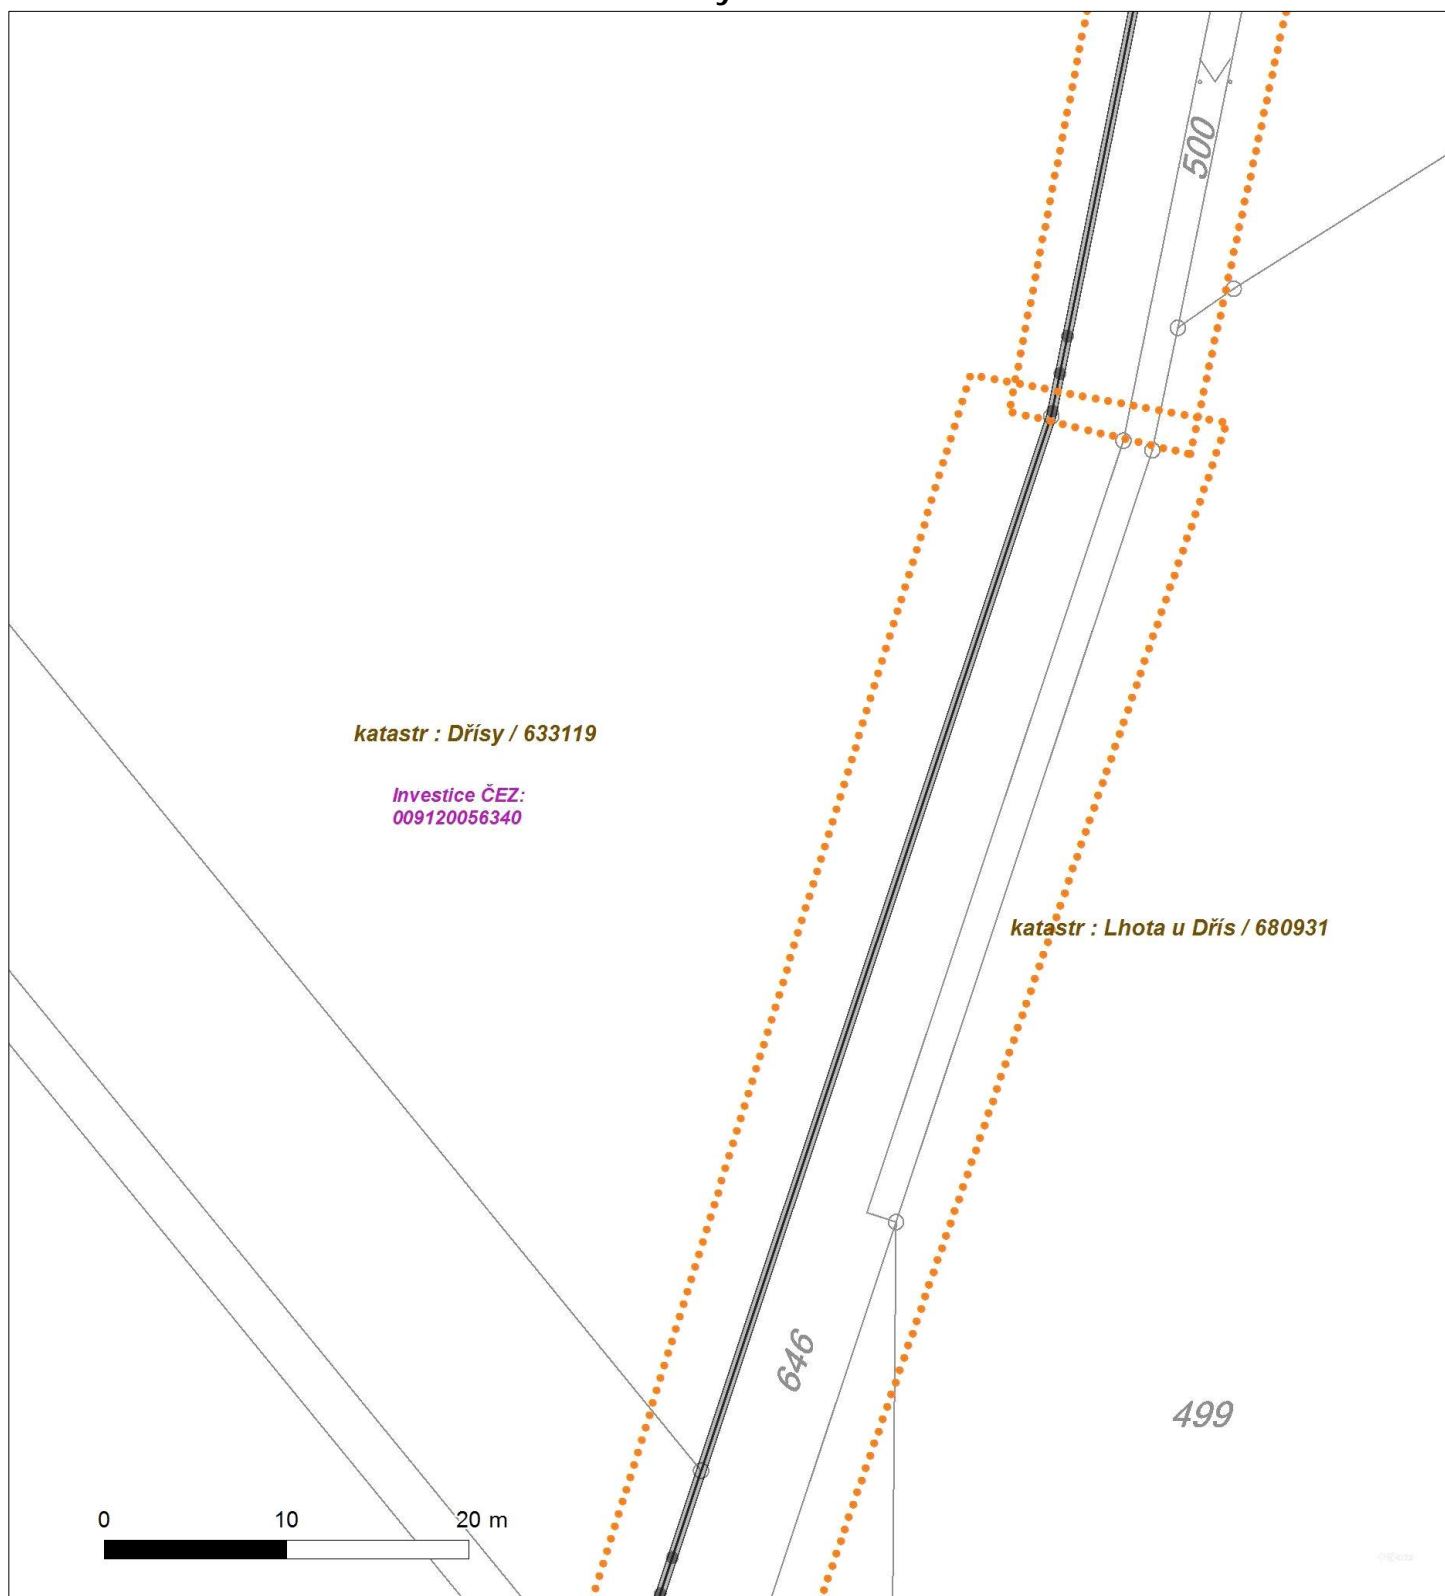 500
katastr : Dřísy / 633119
Investice ČEZ:
009120056340
katastr : Lhota u Dřís / 680931
646
499
0 10 20 m